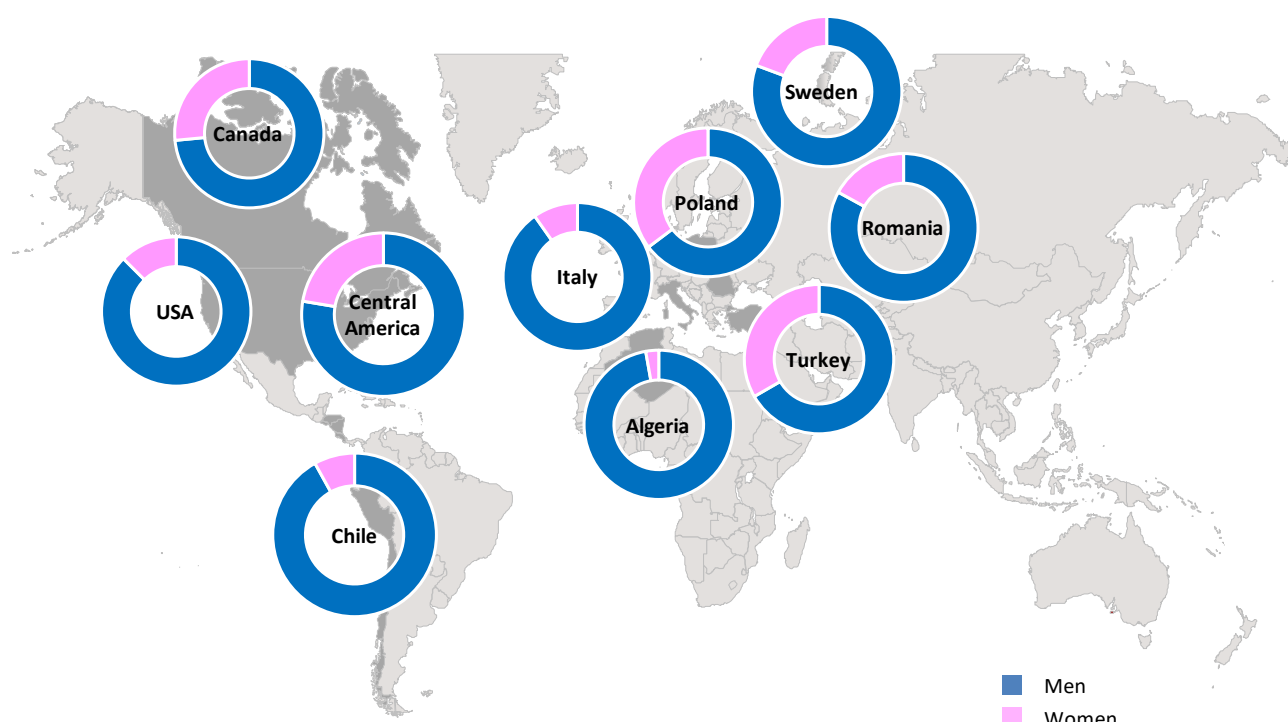 Sweden
Canada
Poland
Romania
Italy
USA
Central
America
Turkey
Algeria
Chile
Men
Women